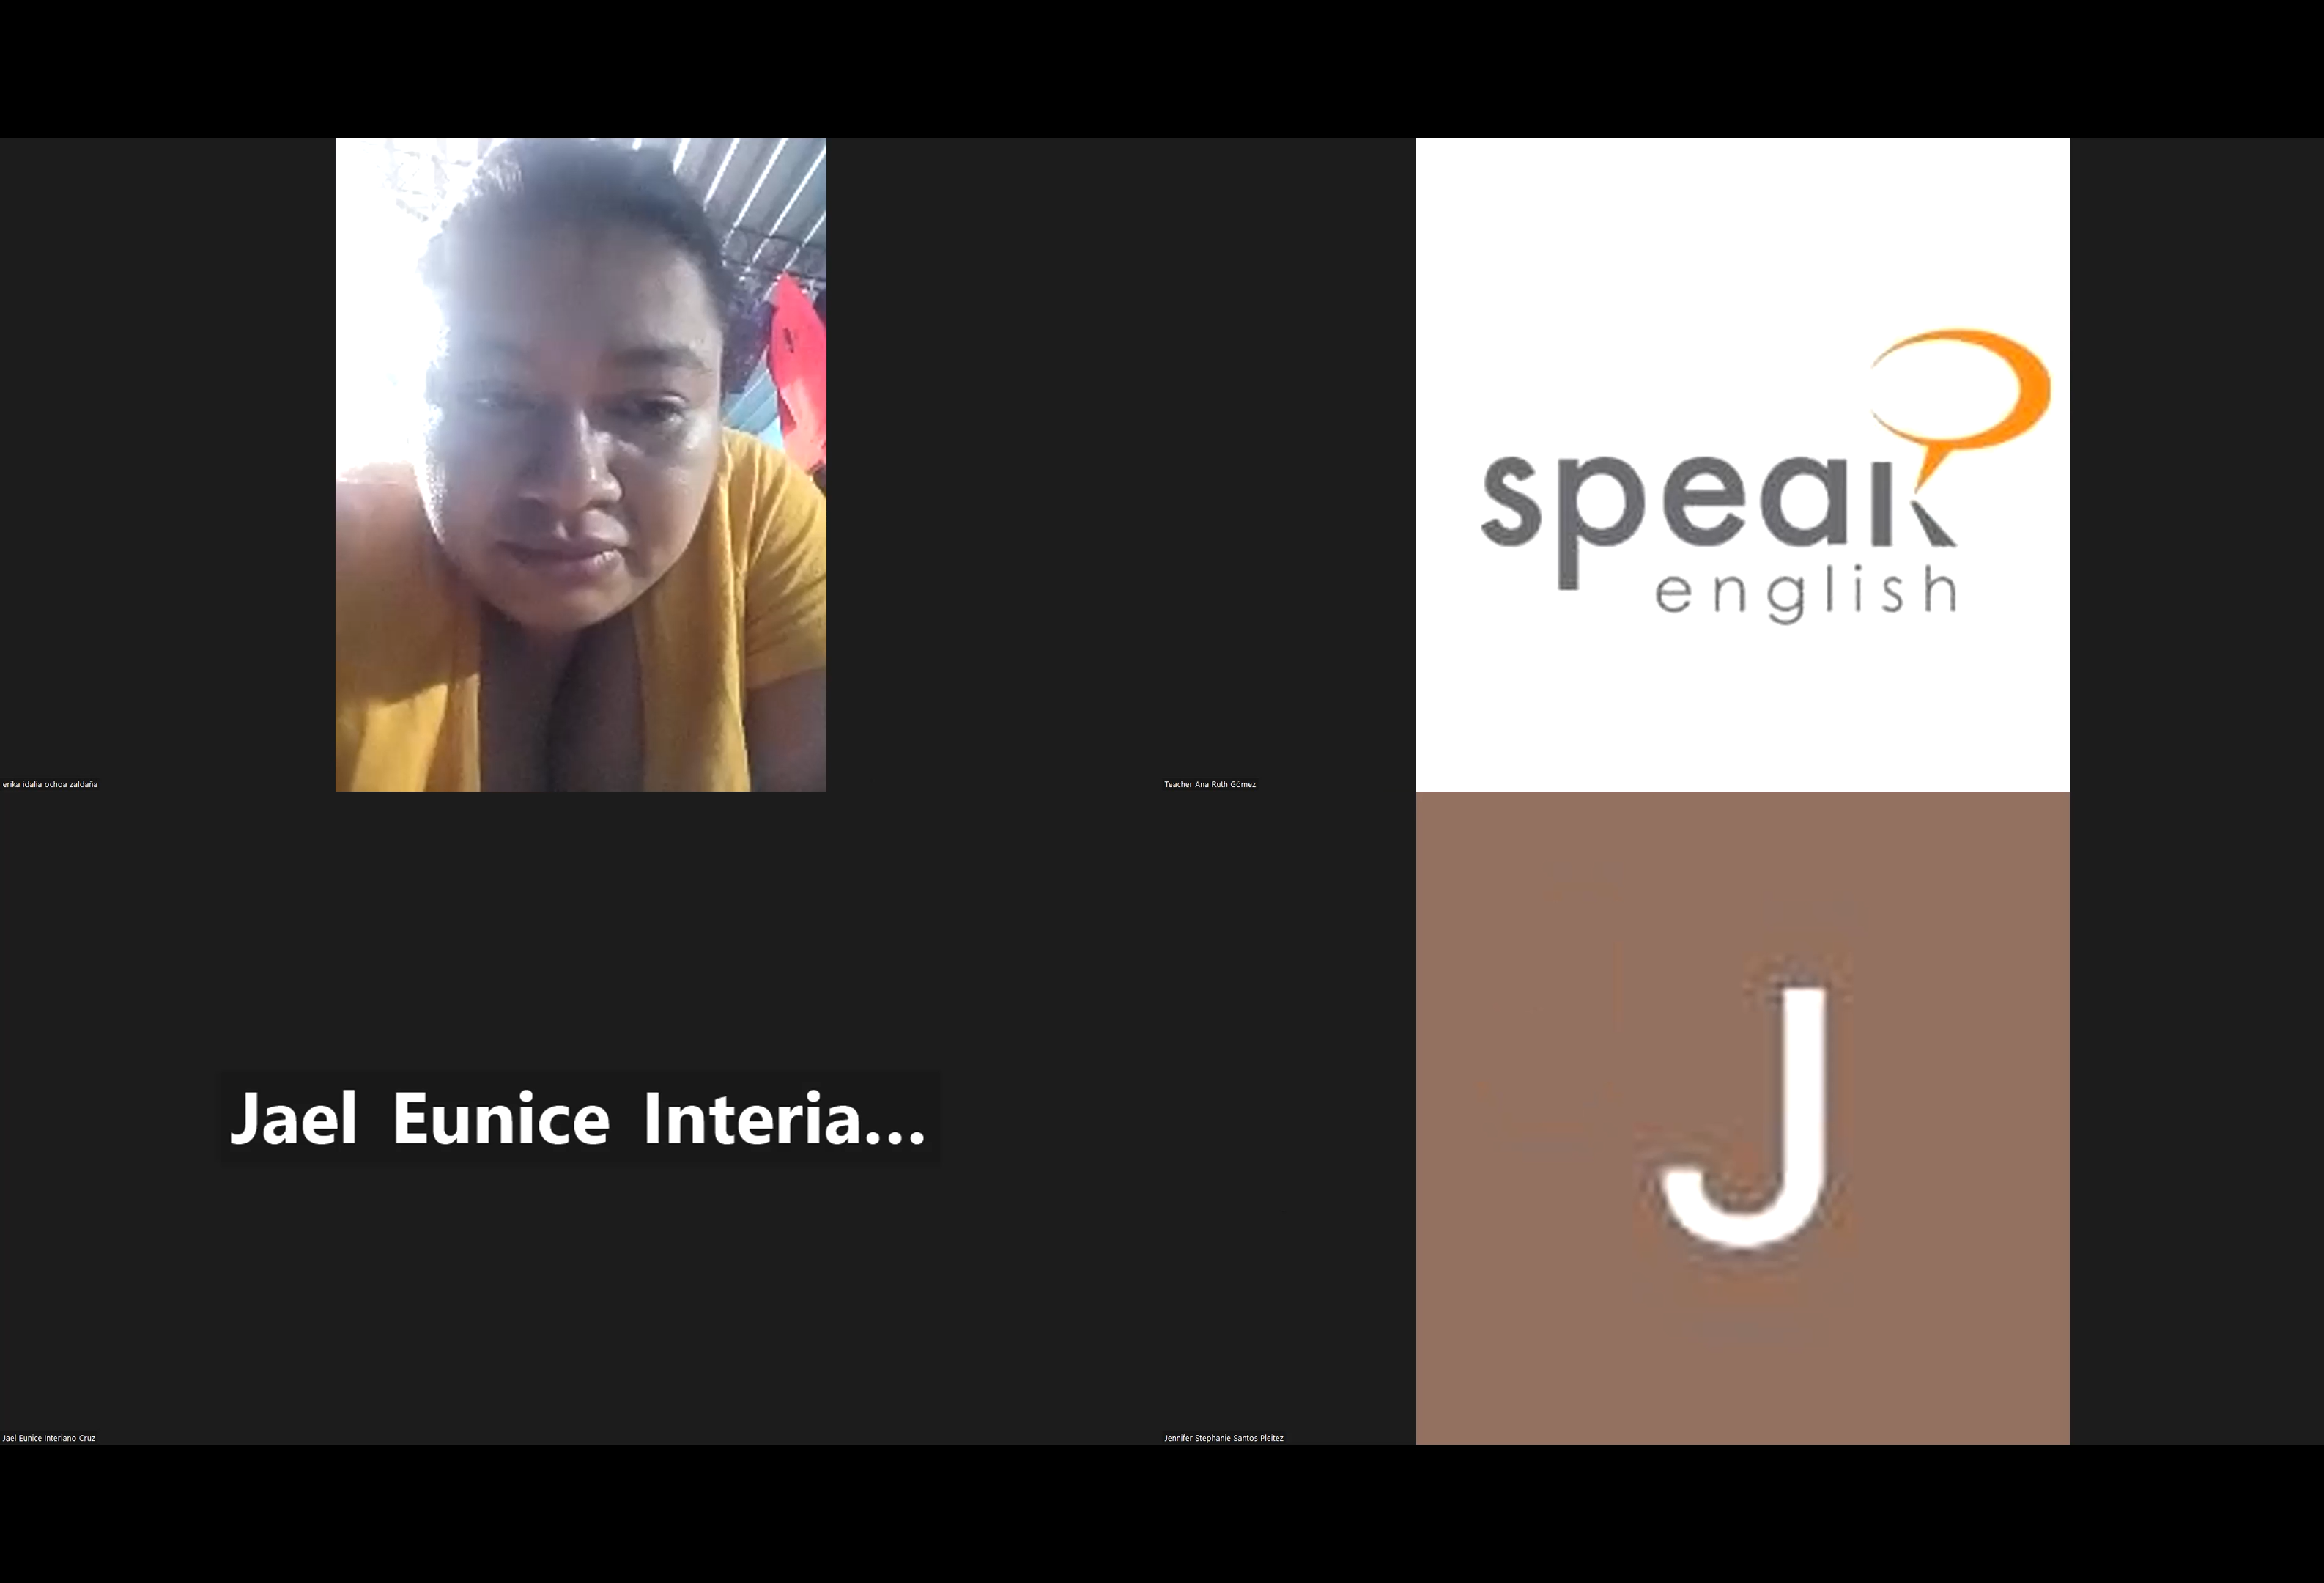 speak
english
erika idalia ochoa zaldaña
Teacher Ana Ruth Gómez
Jael Eunice Interia...
J
Jael Eunice Interiano Cruz
Jennifer Stephanie Santos Pleitez